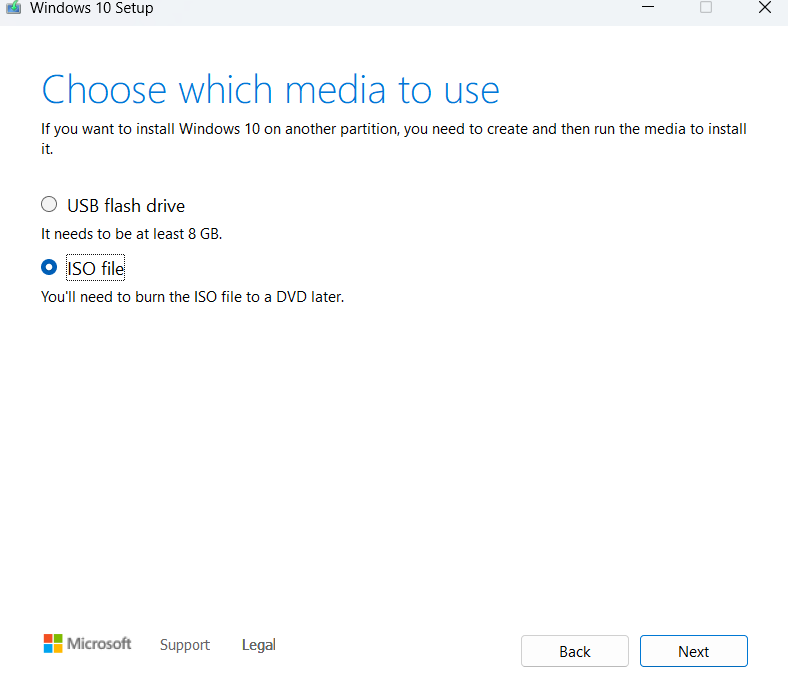 Windows 10 Setup
Choose which media to use
If you want to install Windows 10 on another partition, you need to create and then run the media to install
it.
USB flash drive
It needs to be at least 8 GB.
ISO file
You'll need to burn the ISO file to a DVD later.
Microsoft Support Legal Back Next